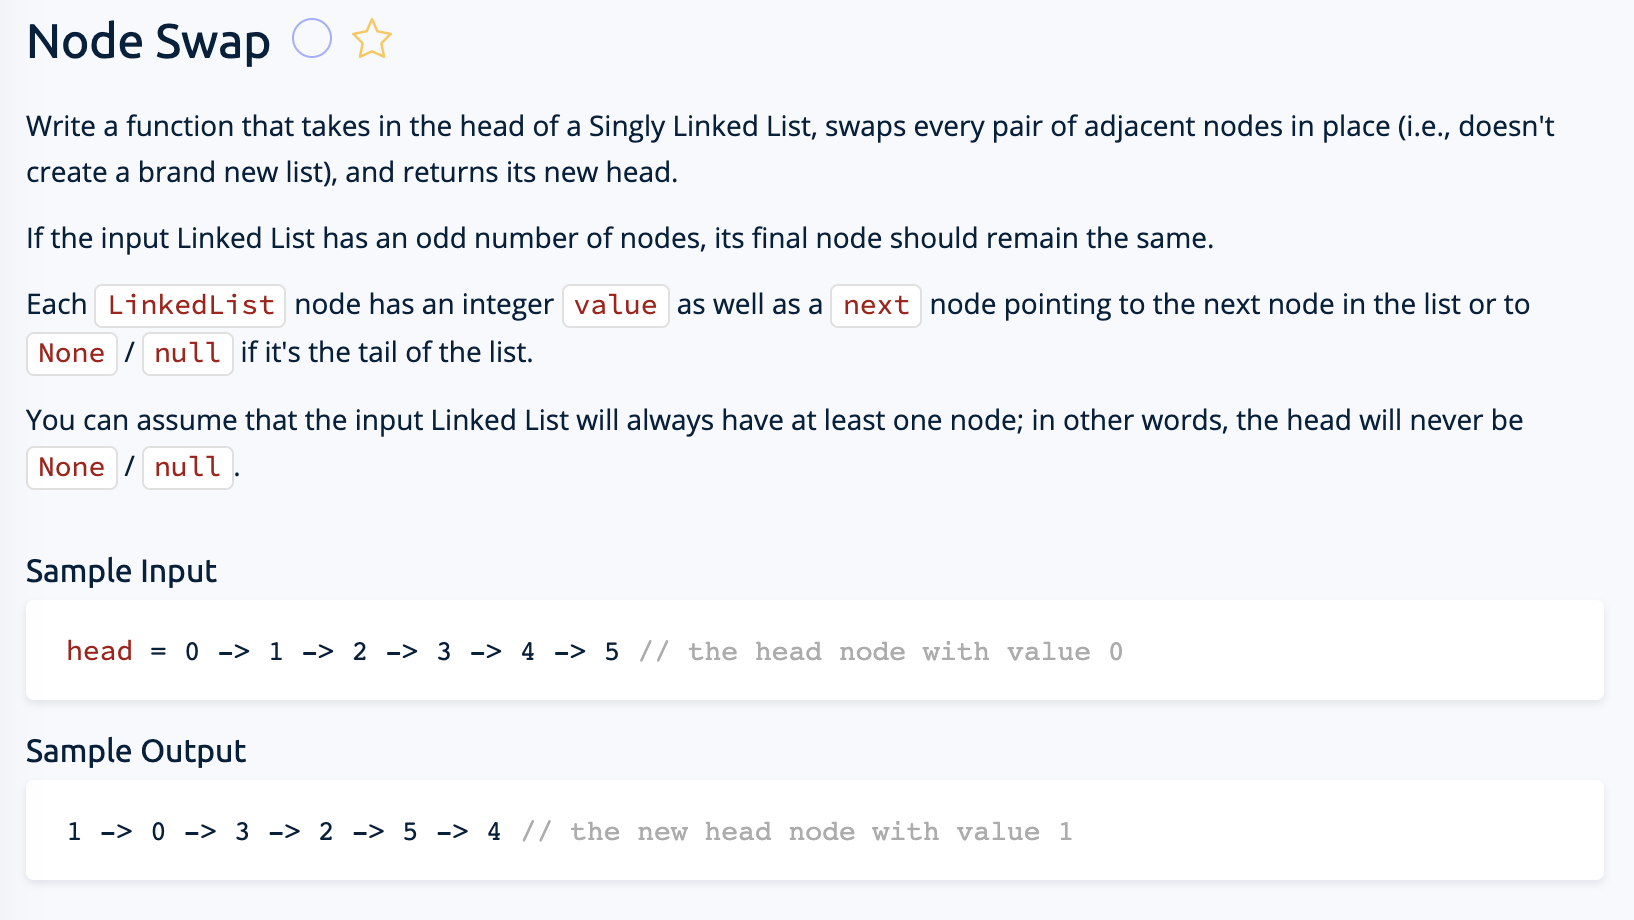 Node Swap
Write a function that takes in the head of a Singly Linked List, swaps every pair of adjacent nodes in place (i.e., doesn't
create a brand new list), and returns its new head.
If the input Linked List has an odd number of nodes, its final node should remain the same.
Each LinkedList node has an integer value as well as a next node pointing to the next node in the list or to
None / null if it's the tail of the list.
You can assume that the input Linked List will always have at least one node; in other words, the head will never be
None / null.
Sample Input
head = 0 -> 1 -> 2 -> 3 -> 4 -> 5 // the head node with value 0
Sample Output
1 -> 0 -> 3 -> 2 -> 5 -> 4 // the new head node with value 1